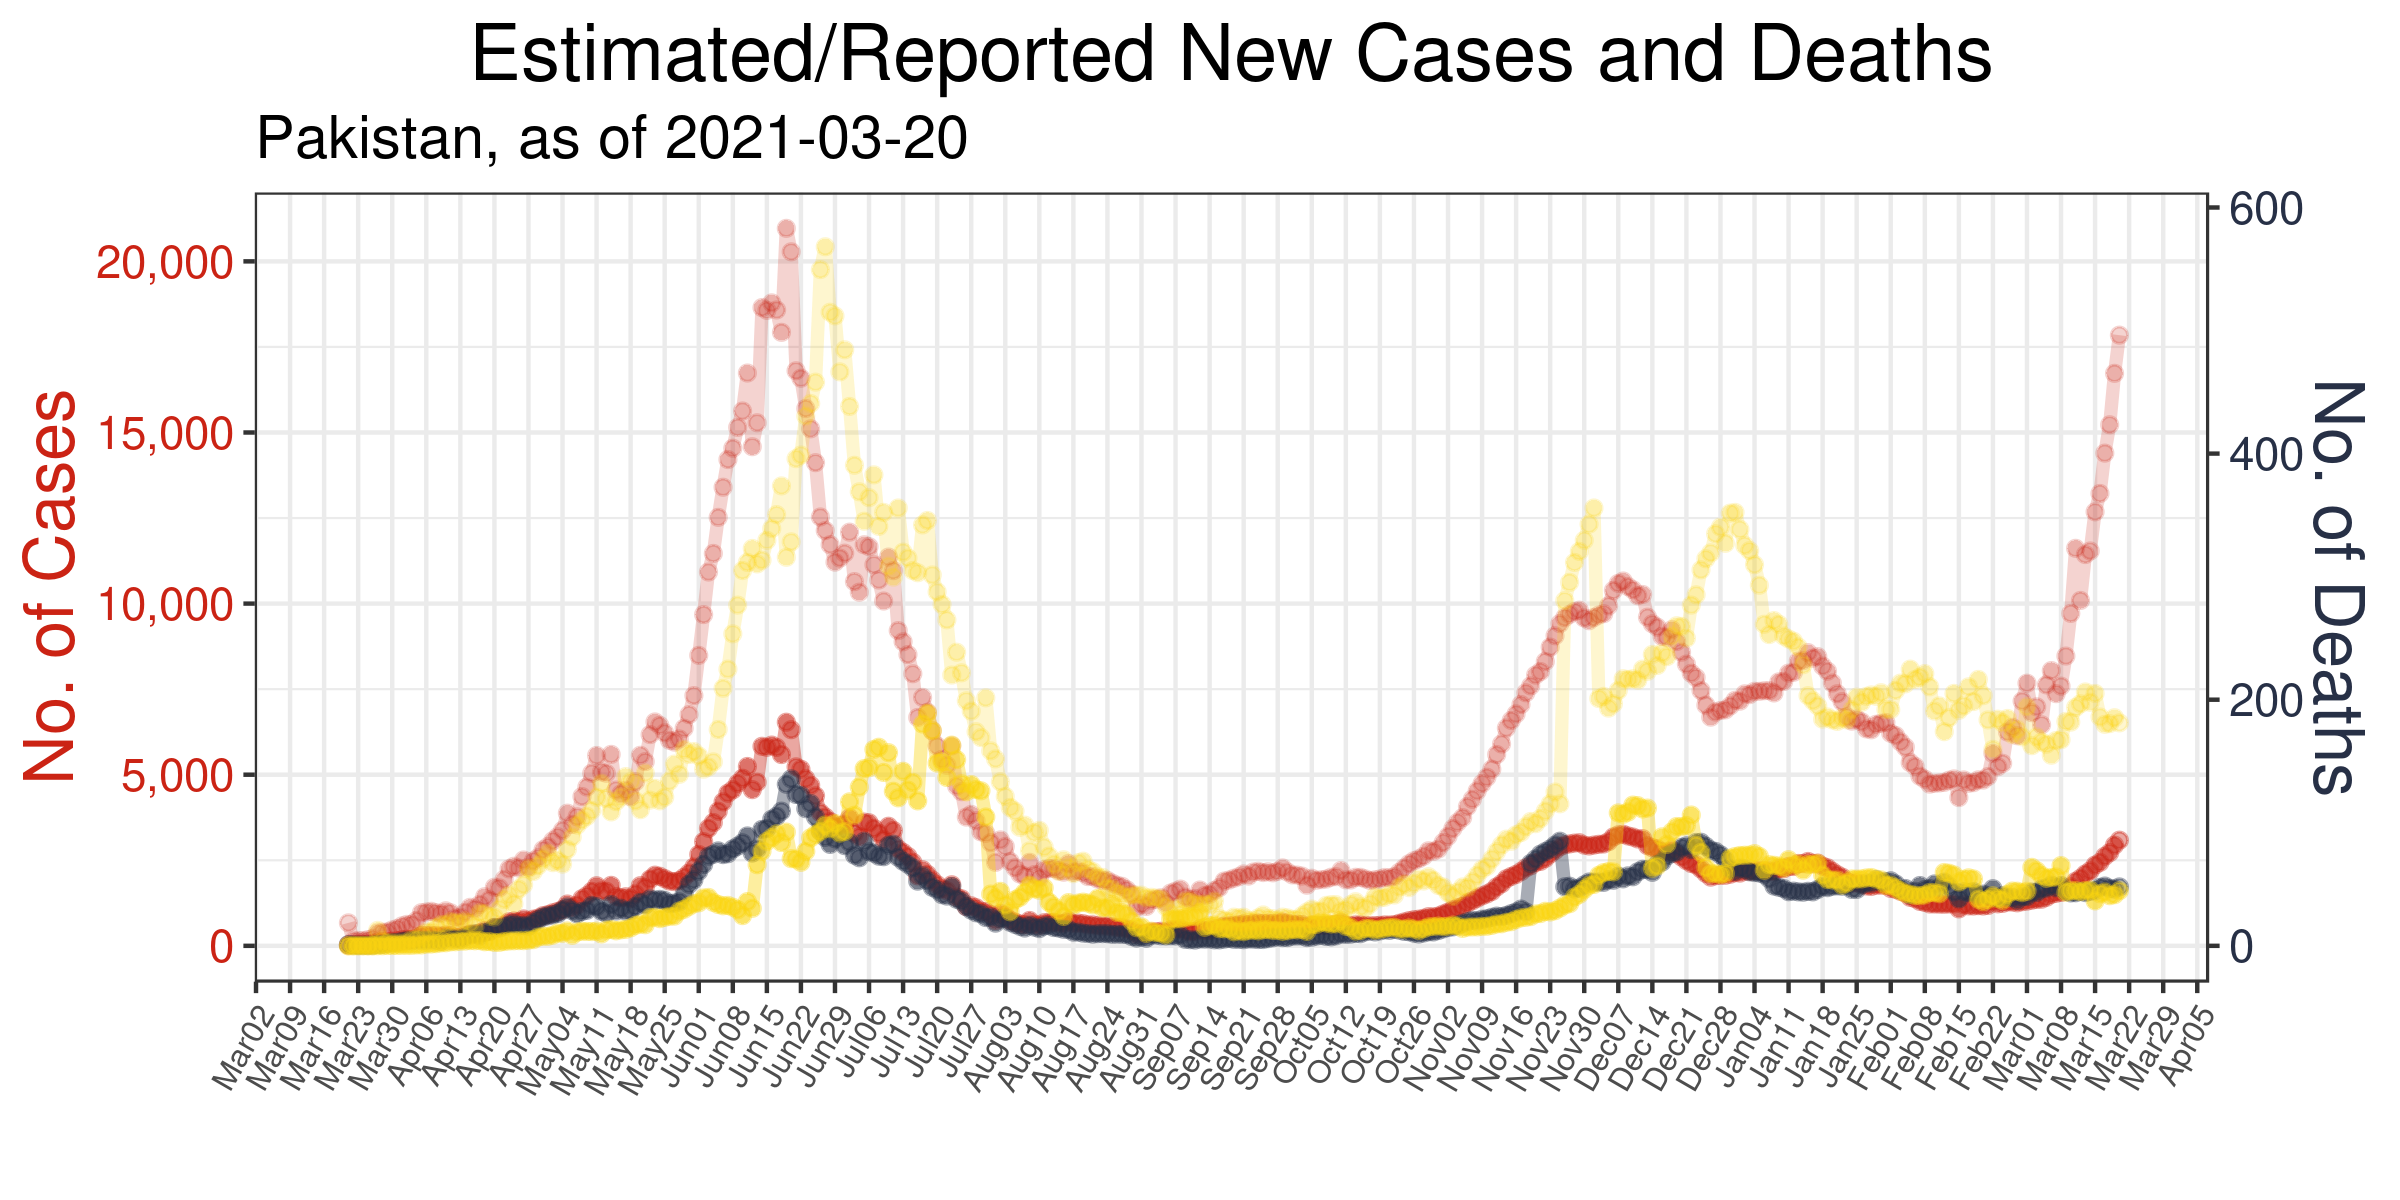 Estimated/Reported New Cases and Deaths
Pakistan, as of 2021-03-20
No. of Cases
20,000
15,000
10,000
5,000
0
600
400
200
0
No. of Deaths
Mar02
Mar09
Mar16
Mar23
Mar30
Apr06
Apr13
Apr20
Apr27
May04
May11
May18
May25
Jun01
Jun08
Jun15
Jun22
Jun29
Jul06
Jul13
Jul20
Jul27
Aug03
Aug10
Aug17
Aug24
Aug31
Sep07
Sep14
Sep21
Sep28
Oct05
Oct12
Oct19
Oct26
Nov02
Nov09
Nov16
Nov23
Nov30
Dec07
Dec14
Dec21
Dec28
Jan04
Jan11
Jan18
Jan25
Feb01
Feb08
Feb15
Feb22
Mar01
Mar08
Mar15
Mar22
Mar29
Apr05